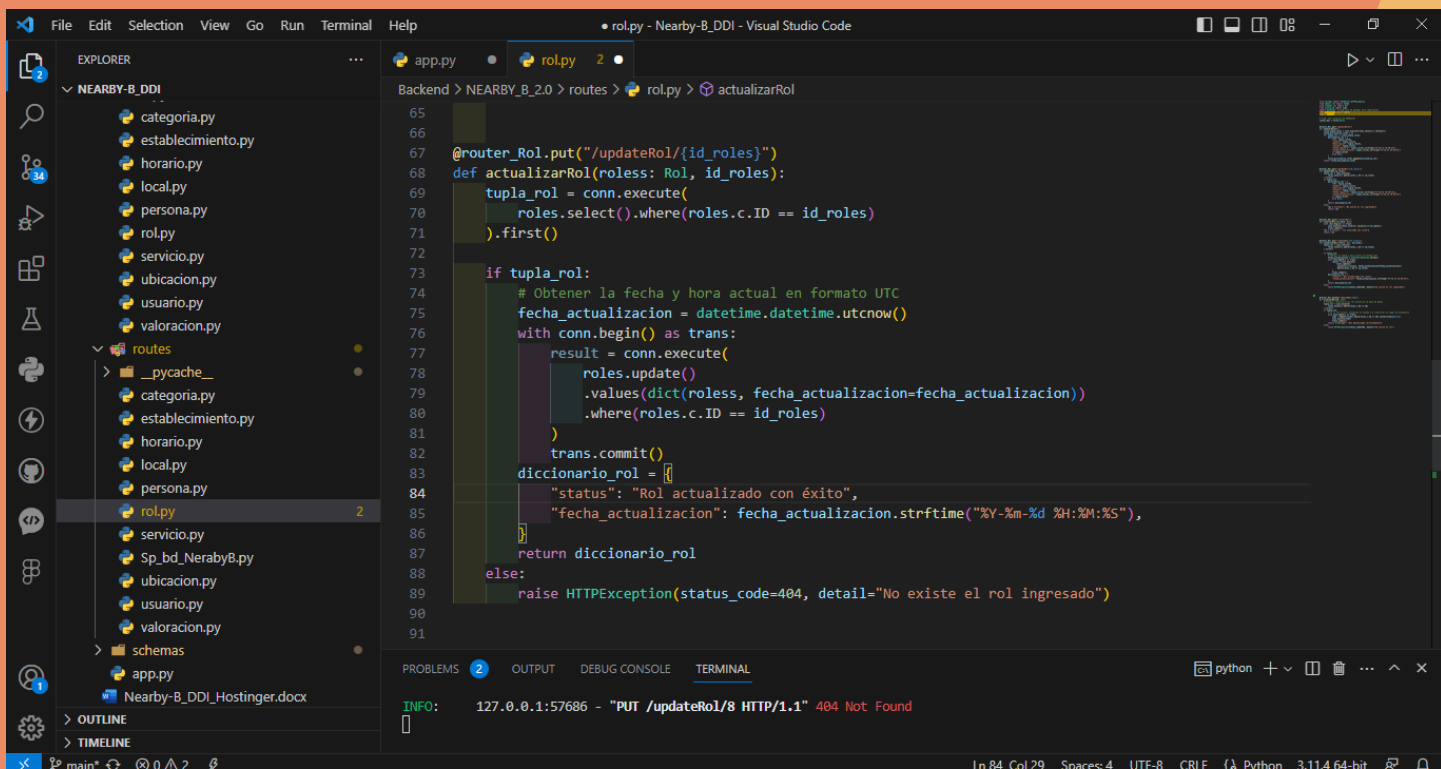 File Edit Selection View Go Run Terminal Help
● rol.py - Nearby-B_DDI - Visual Studio Code
EXPLORER
NEARBY-B_DDI
categoria.py
establecimiento.py
horario.py
local.py
persona.py
rol.py
servicio.py
ubicacion.py
usuario.py
valoracion.py
routes
__pycache__
categoria.py
establecimiento.py
horario.py
local.py
persona.py
rol.py 2
servicio.py
Sp_bd_NerabyB.py
ubicacion.py
usuario.py
valoracion.py
schemas
app.py
Nearby-B_DDI_Hostinger.docx
OUTLINE
TIMELINE
2
34
1
app.py ●
rol.py 2 ●
Backend > NEARBY_B_2.0 > routes > rol.py > actualizarRol
65
66
67 @router_Rol.put("/updateRol/{id_roles}")
68 def actualizarRol(roless: Rol, id_roles):
69 tupla_rol = conn.execute(
70 roles.select().where(roles.c.ID == id_roles)
71 ).first()
72
73 if tupla_rol:
74 # Obtener la fecha y hora actual en formato UTC
75 fecha_actualizacion = datetime.datetime.utcnow()
76 with conn.begin() as trans:
77 result = conn.execute(
78 roles.update()
79 .values(dict(roless, fecha_actualizacion=fecha_actualizacion))
80 .where(roles.c.ID == id_roles)
81 )
82 trans.commit()
83 diccionario_rol = {
84 "status": "Rol actualizado con éxito",
85 "fecha_actualizacion": fecha_actualizacion.strftime("%Y-%m-%d %H:%M:%S"),
86 }
87 return diccionario_rol
88 else:
89 raise HTTPException(status_code=404, detail="No existe el rol ingresado")
90
91
PROBLEMS 2 OUTPUT DEBUG CONSOLE TERMINAL
python
INFO: 127.0.0.1:57686 - "PUT /updateRol/8 HTTP/1.1" 404 Not Found
main* 0 2
Ln 84, Col 29 Spaces: 4 UTF-8 CRLF Python 3.11.4 64-bit